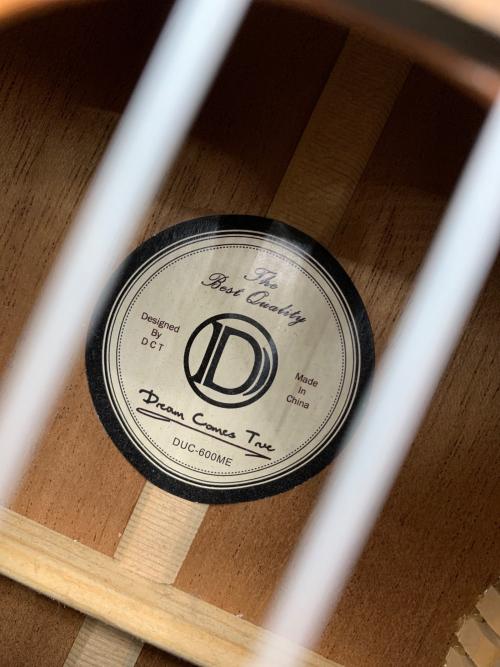 The
Best Quality
Designed
By
DCT
D
Made
in
China
Dream Comes True
DUC-600ME